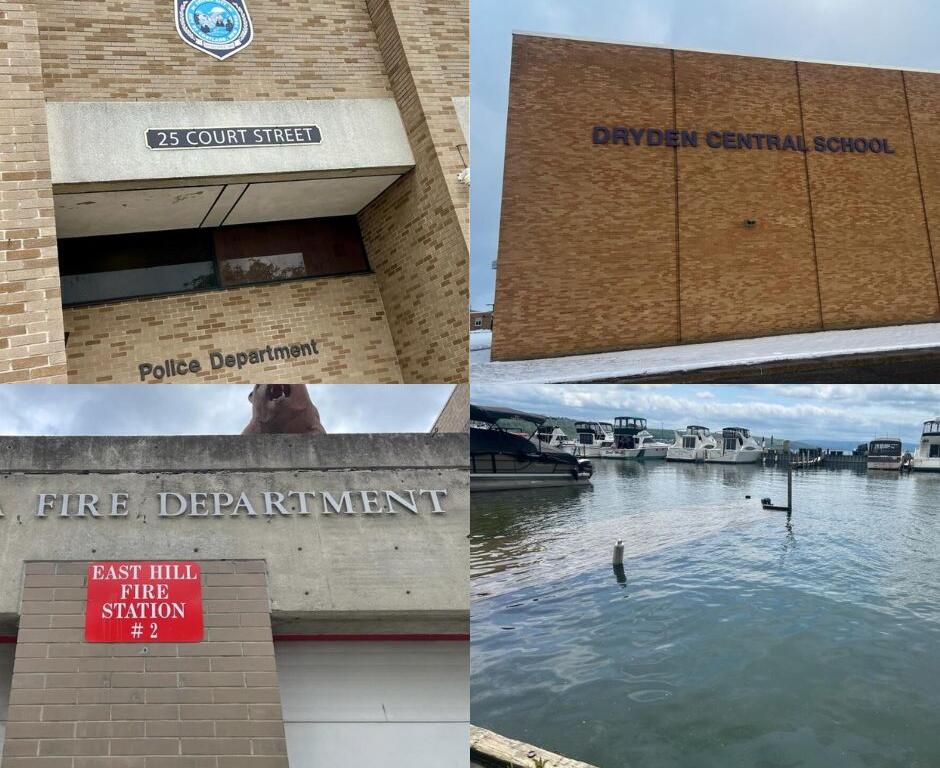 25 COURT STREET
Police Department
DRYDEN CENTRAL SCHOOL
FIRE DEPARTMENT
EAST HILL
FIRE
STATION
# 2